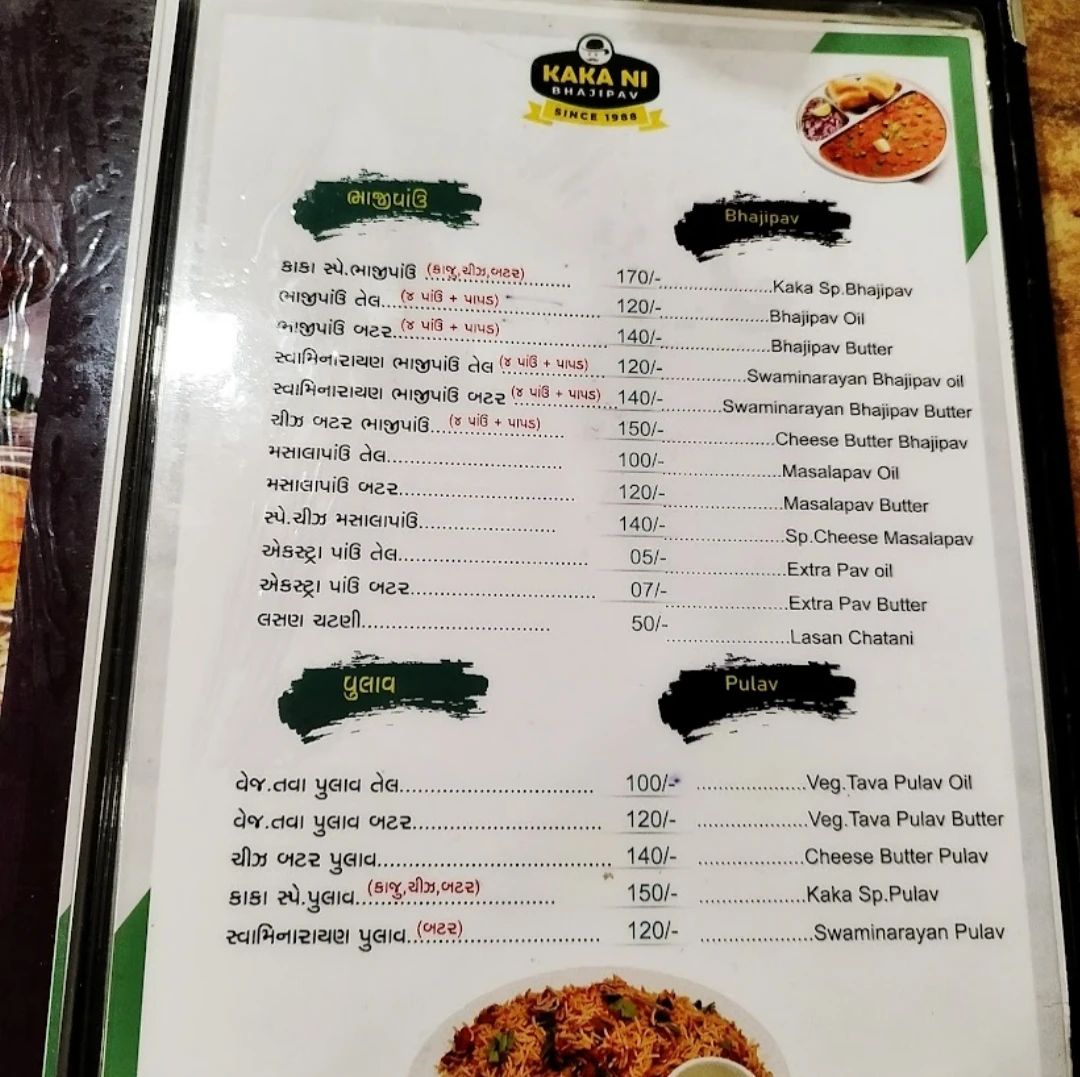 KAKA NI
BHAJIPAV
SINCE 1988
ભાજીપાંઉ Bhajipav
કાકા સ્પે.ભાજીપાંઉ (કાજુ,ચીઝ,બટર) 170/- Kaka Sp.Bhajipav
ભાજીપાંઉ તેલ (૪ પાંઉ + પાપડ) 120/- Bhajipav Oil
ભાજીપાંઉ બટર (૪ પાંઉ + પાપડ) 140/- Bhajipav Butter
સ્વામિનારાયણ ભાજીપાંઉ તેલ (૪ પાંઉ + પાપડ) 120/- Swaminarayan Bhajipav oil
સ્વામિનારાયણ ભાજીપાંઉ બટર (૪ પાંઉ + પાપડ) 140/- Swaminarayan Bhajipav Butter
ચીઝ બટર ભાજીપાંઉ (૪ પાંઉ + પાપડ) 150/- Cheese Butter Bhajipav
મસાલાપાંઉ તેલ 100/- Masalapav Oil
મસાલાપાંઉ બટર 120/- Masalapav Butter
સ્પે.ચીઝ મસાલાપાંઉ 140/- Sp.Cheese Masalapav
એકસ્ટ્રા પાંઉ તેલ 05/- Extra Pav oil
એકસ્ટ્રા પાંઉ બટર 07/- Extra Pav Butter
લસણ ચટણી 50/- Lasan Chatani
પુલાવ Pulav
વેજ.તવા પુલાવ તેલ 100/- Veg.Tava Pulav Oil
વેજ.તવા પુલાવ બટર 120/- Veg.Tava Pulav Butter
ચીઝ બટર પુલાવ 140/- Cheese Butter Pulav
કાકા સ્પે.પુલાવ (કાજુ,ચીઝ,બટર) 150/- Kaka Sp.Pulav
સ્વામિનારાયણ પુલાવ (બટર) 120/- Swaminarayan Pulav